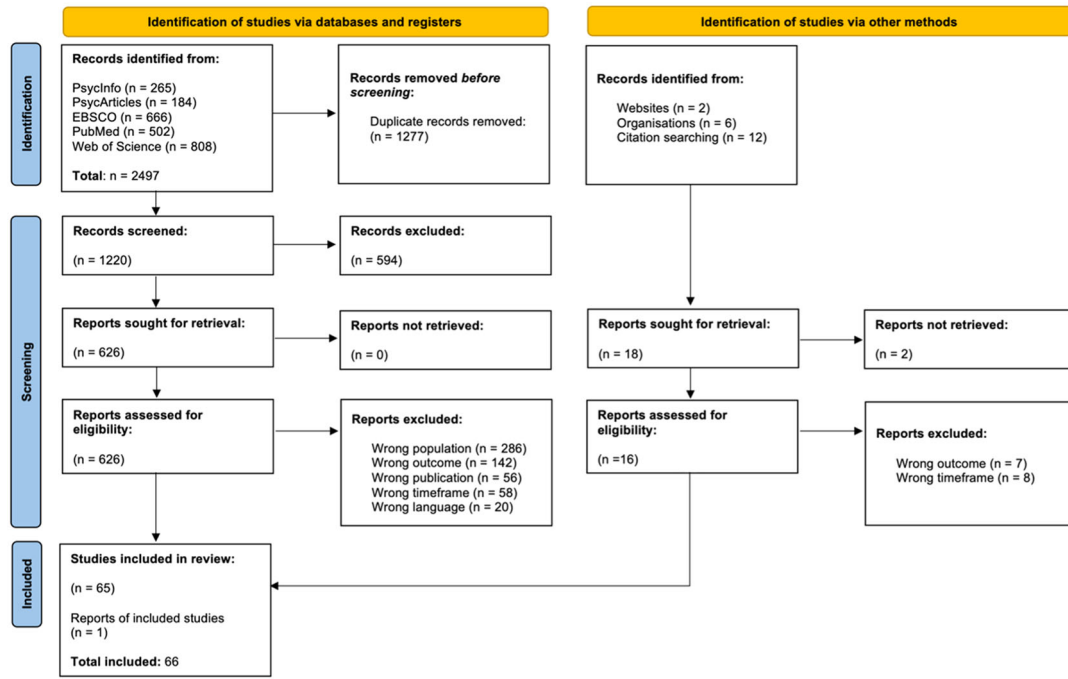 Identification of studies via databases and registers
Identification of studies via other methods
Identification
Records identified from:
PsycInfo (n = 265)
PsycArticles (n = 184)
EBSCO (n = 666)
PubMed (n = 502)
Web of Science (n = 808)
Total: n = 2497
Records removed before
screening:
Duplicate records removed:
(n = 1277)
Records identified from:
Websites (n = 2)
Organisations (n = 6)
Citation searching (n = 12)
Screening
Records screened:
(n = 1220)
Records excluded:
(n = 594)
Reports sought for retrieval:
(n = 626)
Reports not retrieved:
(n = 0)
Reports sought for retrieval:
(n = 18)
Reports not retrieved:
(n = 2)
Reports assessed for
eligibility:
(n = 626)
Reports excluded:
Wrong population (n = 286)
Wrong outcome (n = 142)
Wrong publication (n = 56)
Wrong timeframe (n = 58)
Wrong language (n = 20)
Reports assessed for
eligibility:
(n =16)
Reports excluded:
Wrong outcome (n = 7)
Wrong timeframe (n = 8)
Included
Studies included in review:
(n = 65)
Reports of included studies
(n = 1)
Total included: 66